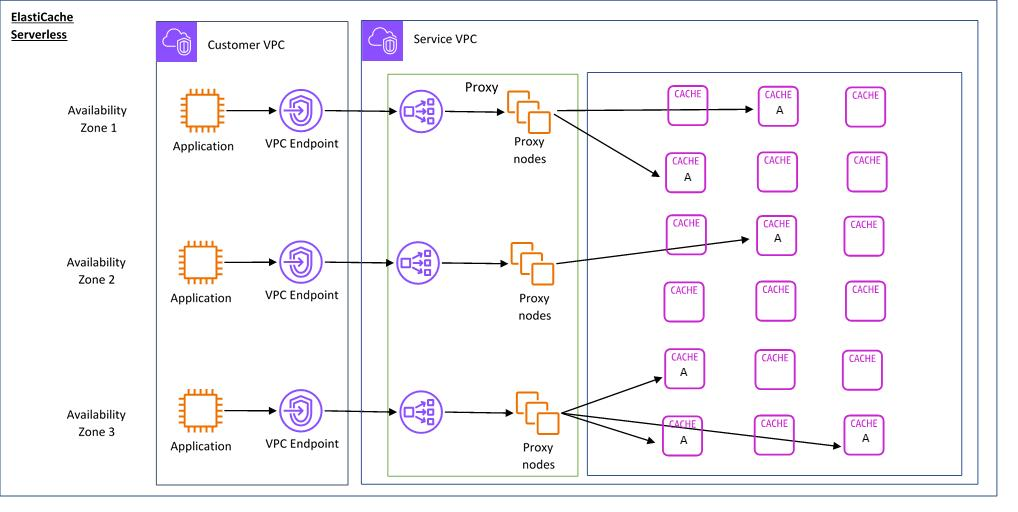 ElastiCache
Serverless
Customer VPC
Service VPC
Availability
Zone 1
Application
VPC Endpoint
Proxy
Proxy
nodes
CACHE
CACHE
A
CACHE
CACHE
A
CACHE
CACHE
Availability
Zone 2
Application
VPC Endpoint
Proxy
nodes
CACHE
CACHE
A
CACHE
CACHE
CACHE
CACHE
Availability
Zone 3
Application
VPC Endpoint
Proxy
nodes
CACHE
A
CACHE
CACHE
CACHE
A
CACHE
CACHE
A